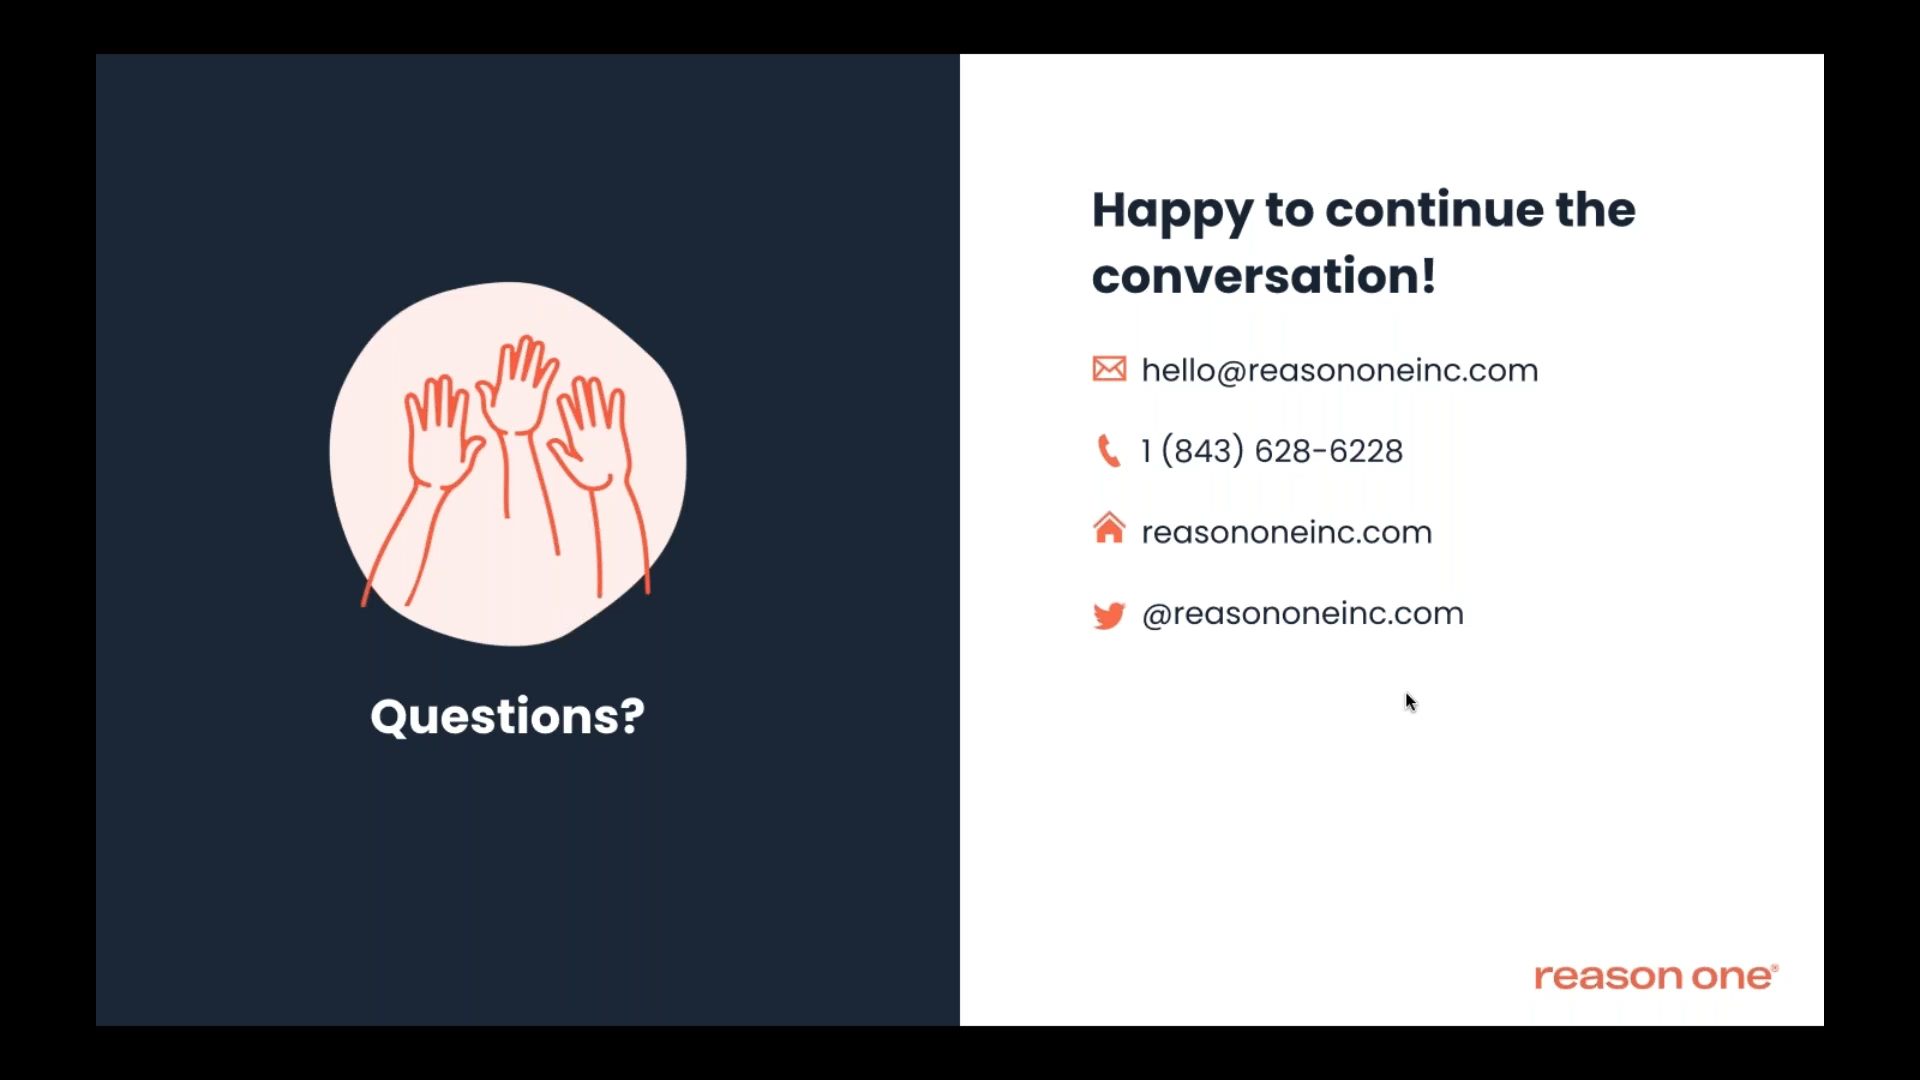 Questions?
Happy to continue the
conversation!
hello@reasononeinc.com
1 (843) 628-6228
reasononeinc.com
@reasononeinc.com
reason one®